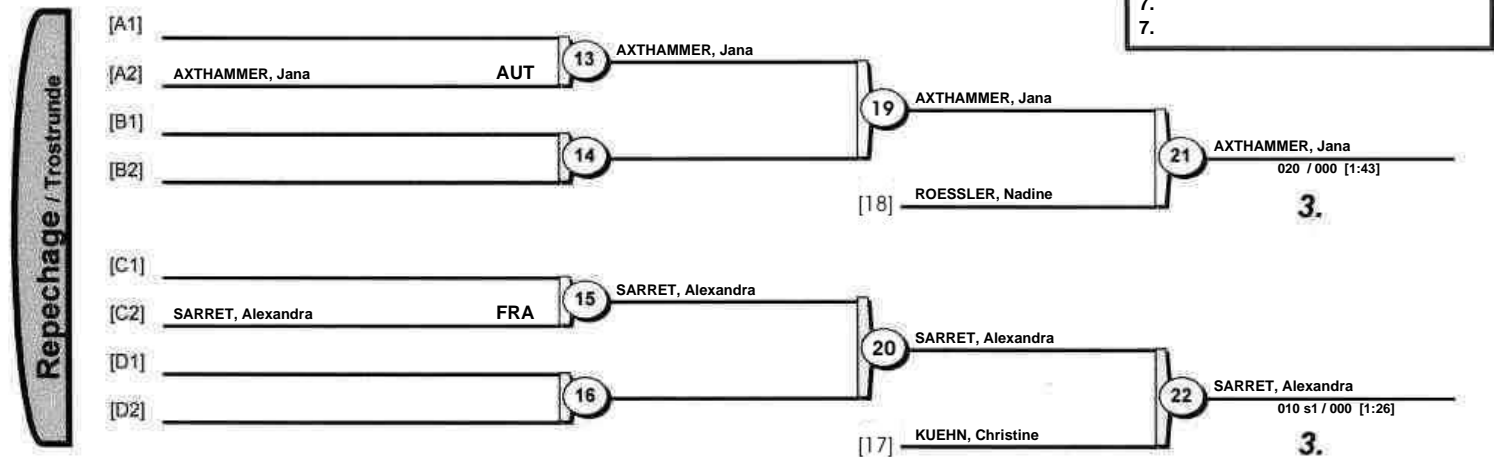 7.
7.
Repechage / Trostrunde
[A1]
[A2] AXTHAMMER, Jana AUT
13 AXTHAMMER, Jana
[B1]
[B2]
14
19 AXTHAMMER, Jana
[18] ROESSLER, Nadine
21 AXTHAMMER, Jana
020 / 000 [1:43]
3.
[C1]
[C2] SARRET, Alexandra FRA
15 SARRET, Alexandra
[D1]
[D2]
16
20 SARRET, Alexandra
[17] KUEHN, Christine
22 SARRET, Alexandra
010 s1 / 000 [1:26]
3.